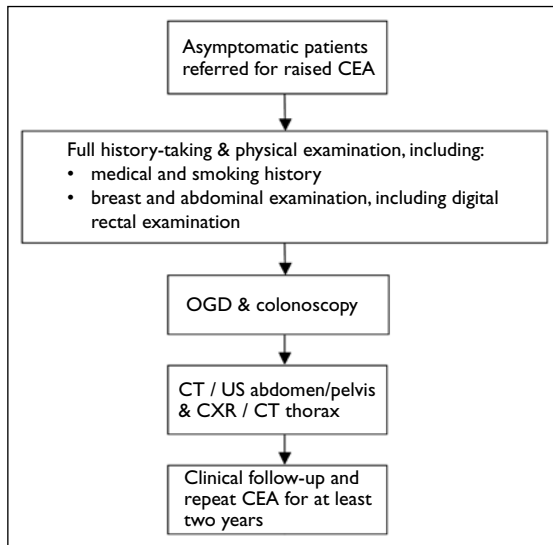 Asymptomatic patients
referred for raised CEA
Full history-taking & physical examination, including:
• medical and smoking history
• breast and abdominal examination, including digital
rectal examination
OGD & colonoscopy
CT / US abdomen/pelvis
& CXR / CT thorax
Clinical follow-up and
repeat CEA for at least
two years